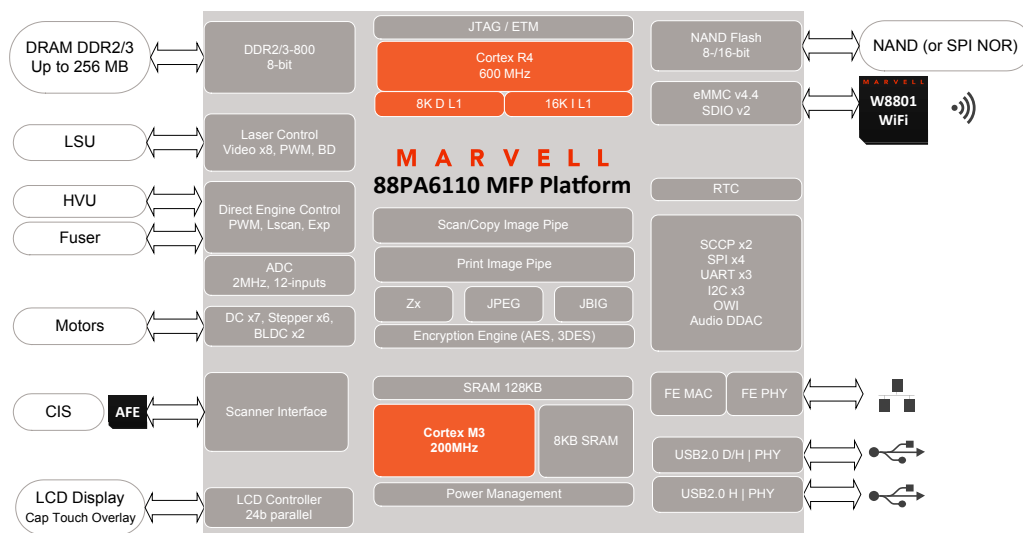 DRAM DDR2/3
Up to 256 MB
DDR2/3-800
8-bit
LSU
Laser Control
Video x8, PWM, BD
HVU
Fuser
Direct Engine Control
PWM, Lscan, Exp
ADC
2MHz, 12-inputs
Motors
DC x7, Stepper x6,
BLDC x2
CIS
AFE
Scanner Interface
LCD Display
Cap Touch Overlay
LCD Controller
24b parallel
JTAG / ETM
Cortex R4
600 MHz
8K D L1
16K I L1
MARVELL
88PA6110 MFP Platform
Scan/Copy Image Pipe
Print Image Pipe
Zx
JPEG
JBIG
Encryption Engine (AES, 3DES)
SRAM 128KB
Cortex M3
200MHz
8KB SRAM
Power Management
NAND Flash
8-/16-bit
NAND (or SPI NOR)
eMMC v4.4
SDIO v2
MARVELL
W8801
WiFi
RTC
SCCP x2
SPI x4
UART x3
I2C x3
OWI
Audio DDAC
FE MAC
FE PHY
USB2.0 D/H | PHY
USB2.0 H | PHY